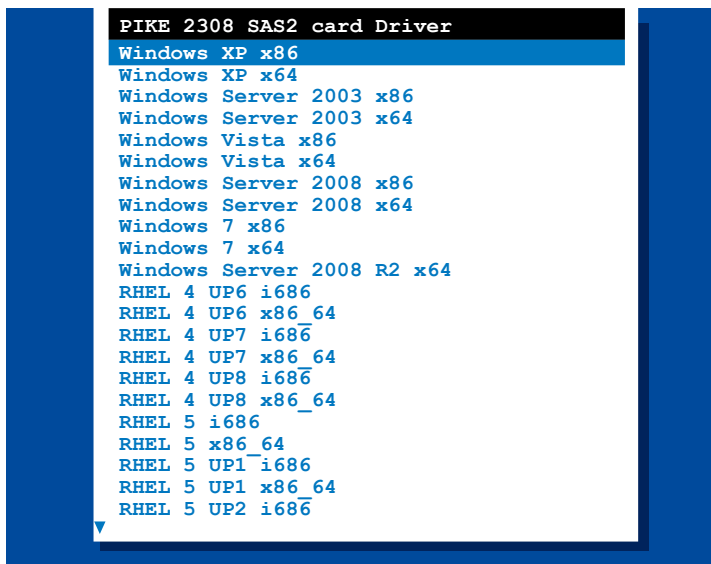 PIKE 2308 SAS2 card Driver
Windows XP x86
Windows XP x64
Windows Server 2003 x86
Windows Server 2003 x64
Windows Vista x86
Windows Vista x64
Windows Server 2008 x86
Windows Server 2008 x64
Windows 7 x86
Windows 7 x64
Windows Server 2008 R2 x64
RHEL 4 UP6 i686
RHEL 4 UP6 x86_64
RHEL 4 UP7 i686
RHEL 4 UP7 x86_64
RHEL 4 UP8 i686
RHEL 4 UP8 x86_64
RHEL 5 i686
RHEL 5 x86_64
RHEL 5 UP1 i686
RHEL 5 UP1 x86_64
RHEL 5 UP2 i686